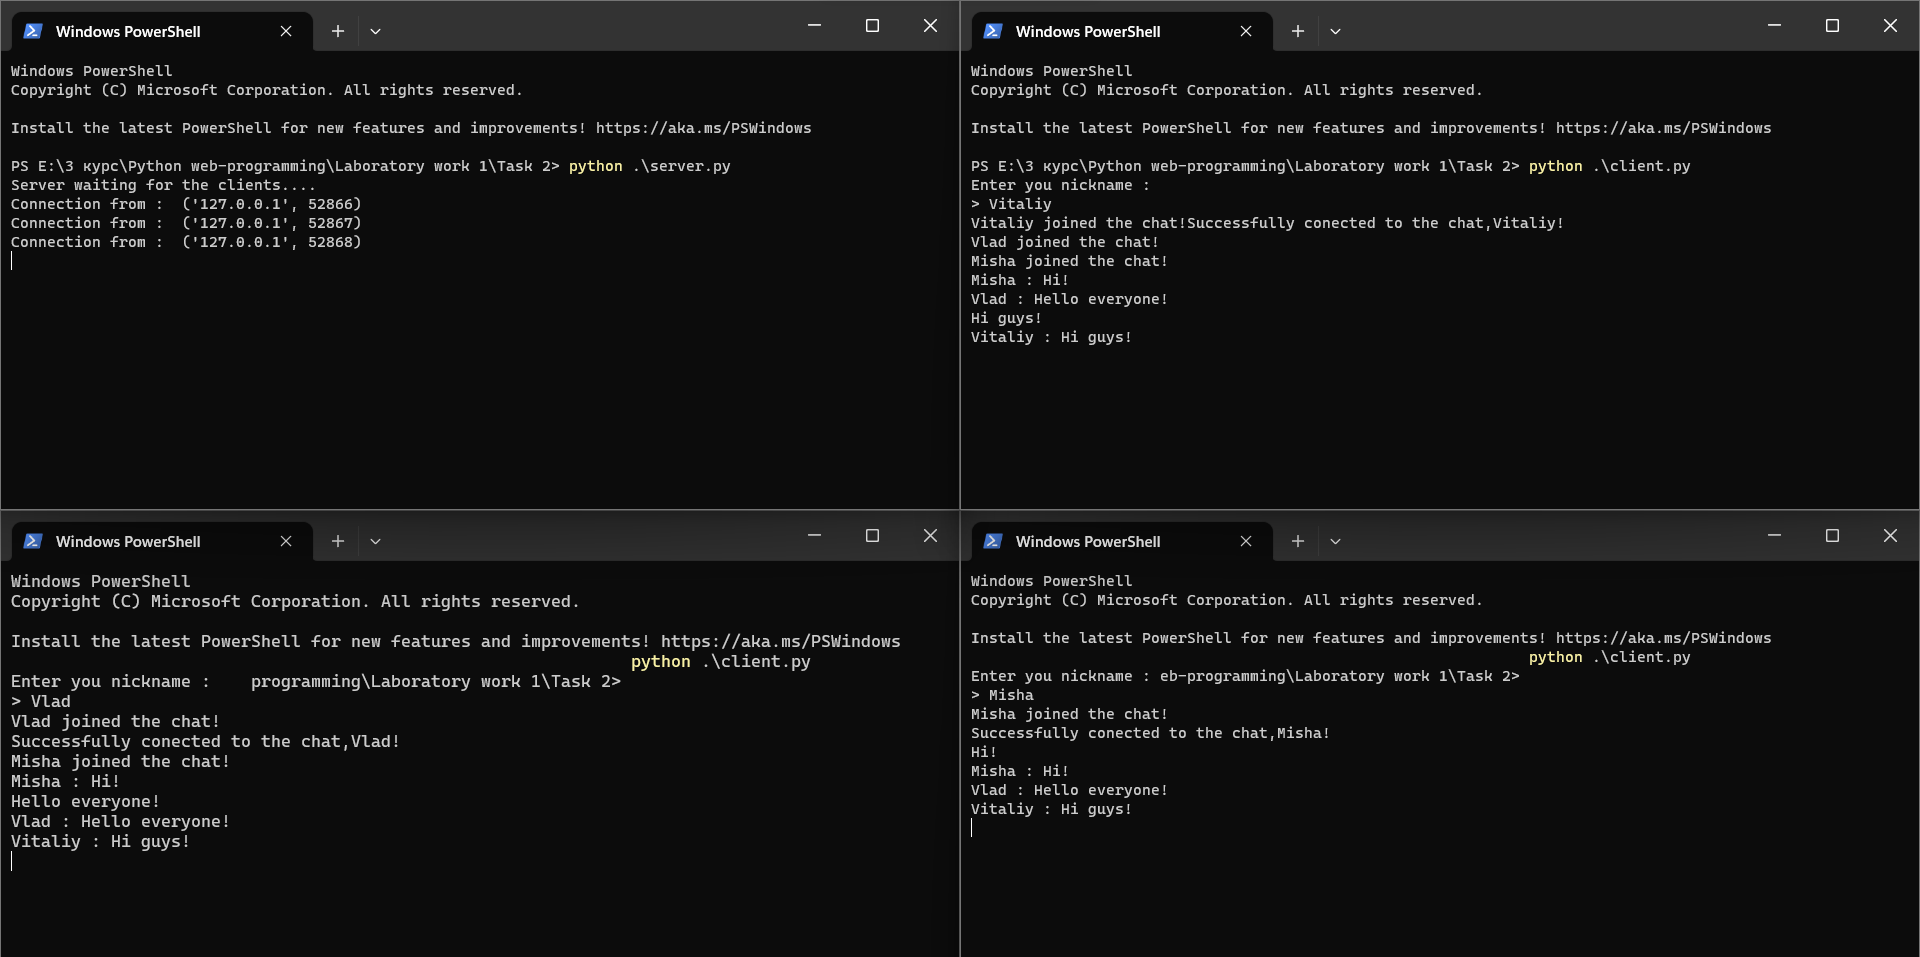 Windows PowerShell
Windows PowerShell
Copyright (C) Microsoft Corporation. All rights reserved.
Install the latest PowerShell for new features and improvements! https://aka.ms/PSWindows
PS E:\3 курс\Python web-programming\Laboratory work 1\Task 2> python .\server.py
Server waiting for the clients....
Connection from :  ('127.0.0.1', 52866)
Connection from :  ('127.0.0.1', 52867)
Connection from :  ('127.0.0.1', 52868)
Windows PowerShell
Windows PowerShell
Copyright (C) Microsoft Corporation. All rights reserved.
Install the latest PowerShell for new features and improvements! https://aka.ms/PSWindows
PS E:\3 курс\Python web-programming\Laboratory work 1\Task 2> python .\client.py
Enter you nickname :
> Vitaliy
Vitaliy joined the chat!Successfully conected to the chat,Vitaliy!
Vlad joined the chat!
Misha joined the chat!
Misha : Hi!
Vlad : Hello everyone!
Hi guys!
Vitaliy : Hi guys!
Windows PowerShell
Windows PowerShell
Copyright (C) Microsoft Corporation. All rights reserved.
Install the latest PowerShell for new features and improvements! https://aka.ms/PSWindows
python .\client.py
Enter you nickname :    programming\Laboratory work 1\Task 2>
> Vlad
Vlad joined the chat!
Successfully conected to the chat,Vlad!
Misha joined the chat!
Misha : Hi!
Hello everyone!
Vlad : Hello everyone!
Vitaliy : Hi guys!
Windows PowerShell
Windows PowerShell
Copyright (C) Microsoft Corporation. All rights reserved.
Install the latest PowerShell for new features and improvements! https://aka.ms/PSWindows
python .\client.py
Enter you nickname : eb-programming\Laboratory work 1\Task 2>
> Misha
Misha joined the chat!
Successfully conected to the chat,Misha!
Hi!
Misha : Hi!
Vlad : Hello everyone!
Vitaliy : Hi guys!